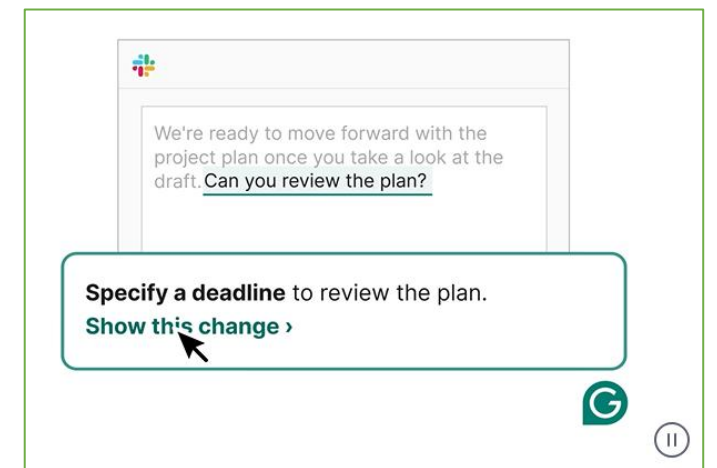 We're ready to move forward with the
project plan once you take a look at the
draft. Can you review the plan?
Specify a deadline to review the plan.
Show this change ›